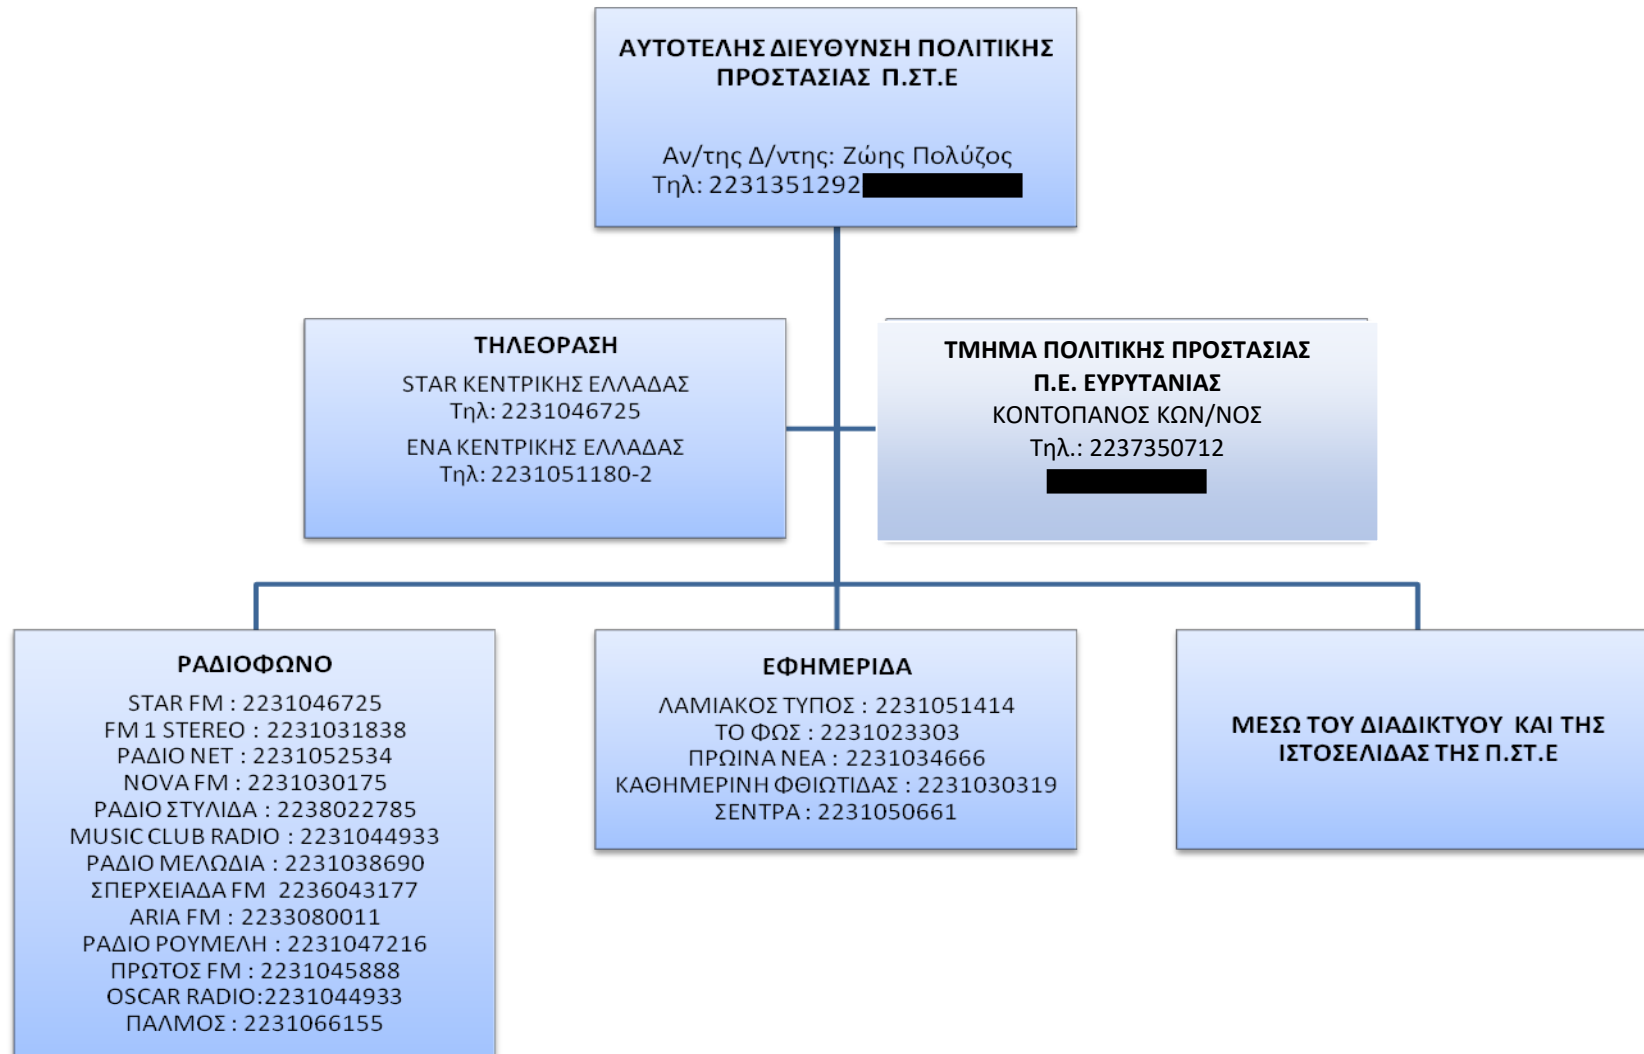 ΑΥΤΟΤΕΛΗΣ ΔΙΕΥΘΥΝΣΗ ΠΟΛΙΤΙΚΗΣ
ΠΡΟΣΤΑΣΙΑΣ Π.ΣΤ.Ε
Αν/της Δ/ντης: Ζώης Πολύζος
Τηλ: 2231351292
ΤΗΛΕΟΡΑΣΗ
STAR ΚΕΝΤΡΙΚΗΣ ΕΛΛΑΔΑΣ
Τηλ: 2231046725
ΕΝΑ ΚΕΝΤΡΙΚΗΣ ΕΛΛΑΔΑΣ
Τηλ: 2231051180-2
ΤΜΗΜΑ ΠΟΛΙΤΙΚΗΣ ΠΡΟΣΤΑΣΙΑΣ
Π.Ε. ΕΥΡΥΤΑΝΙΑΣ
ΚΟΝΤΟΠΑΝΟΣ ΚΩΝ/ΝΟΣ
Τηλ.: 2237350712
ΡΑΔΙΟΦΩΝΟ
STAR FM : 2231046725
FM 1 STEREO : 2231031838
ΡΑΔΙΟ NET : 2231052534
NOVA FM : 2231030175
ΡΑΔΙΟ ΣΤΥΛΙΔΑ : 2238022785
MUSIC CLUB RADIO : 2231044933
ΡΑΔΙΟ ΜΕΛΩΔΙΑ : 2231038690
ΣΠΕΡΧΕΙΑΔΑ FM 2236043177
ARIA FM : 2233080011
ΡΑΔΙΟ ΡΟΥΜΕΛΗ : 2231047216
ΠΡΩΤΟΣ FM : 2231045888
OSCAR RADIO:2231044933
ΠΑΛΜΟΣ : 2231066155
ΕΦΗΜΕΡΙΔΑ
ΛΑΜΙΑΚΟΣ ΤΥΠΟΣ : 2231051414
ΤΟ ΦΩΣ : 2231023303
ΠΡΩΙΝΑ ΝΕΑ : 2231034666
ΚΑΘΗΜΕΡΙΝΗ ΦΘΙΩΤΙΔΑΣ : 2231030319
ΣΕΝΤΡΑ : 2231050661
ΜΕΣΩ ΤΟΥ ΔΙΑΔΙΚΤΥΟΥ ΚΑΙ ΤΗΣ
ΙΣΤΟΣΕΛΙΔΑΣ ΤΗΣ Π.ΣΤ.Ε